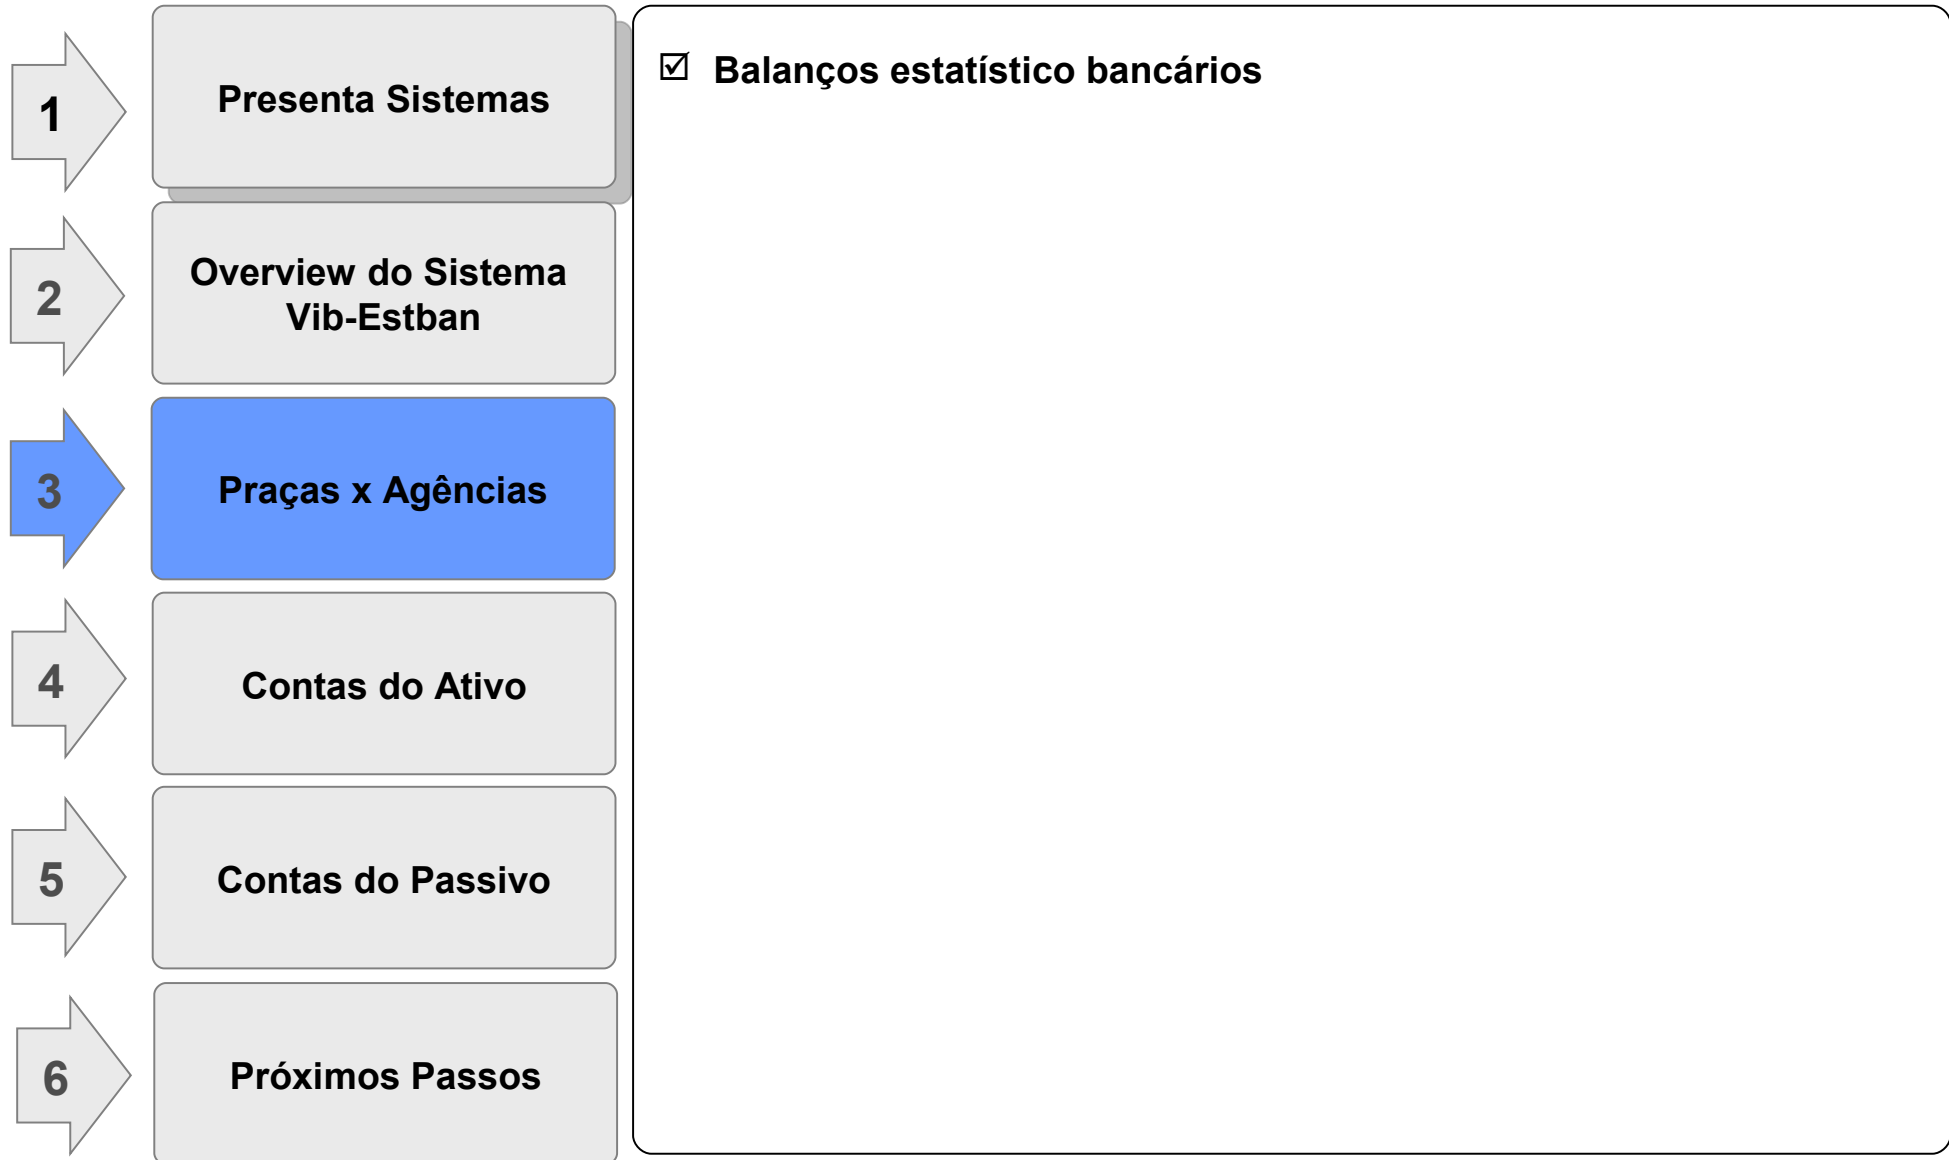 1
Presenta Sistemas
2
Overview do Sistema
Vib-Estban
3
Praças x Agências
4
Contas do Ativo
5
Contas do Passivo
6
Próximos Passos
☑ Balanços estatístico bancários